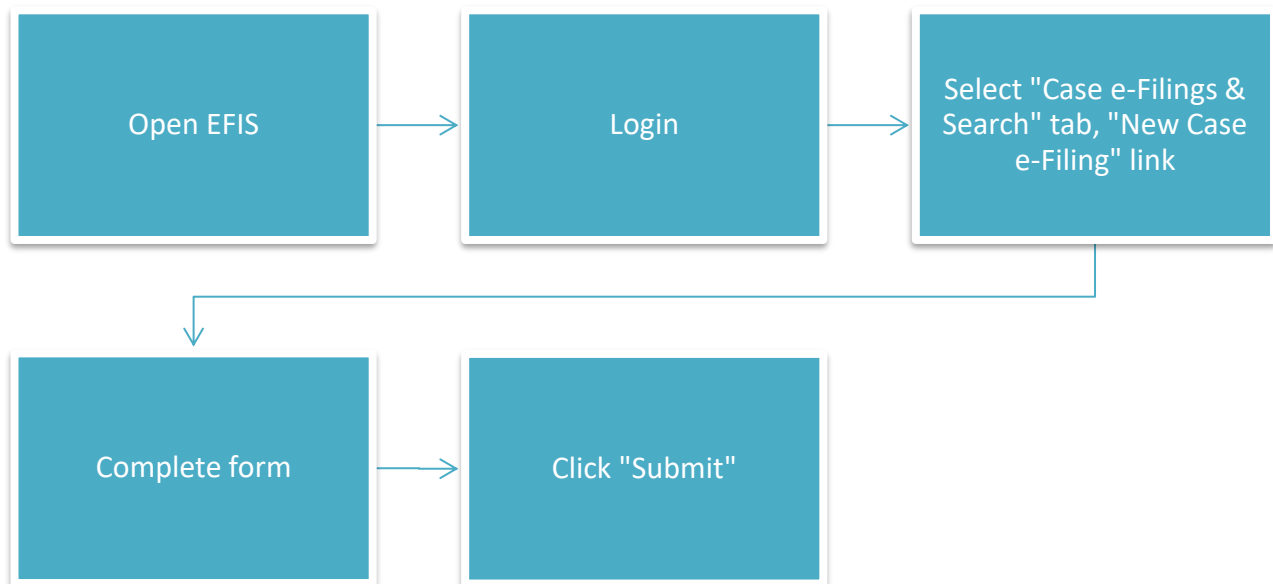 Open EFIS
Login
Select "Case e-Filings &
Search" tab, "New Case
e-Filing" link
Complete form
Click "Submit"